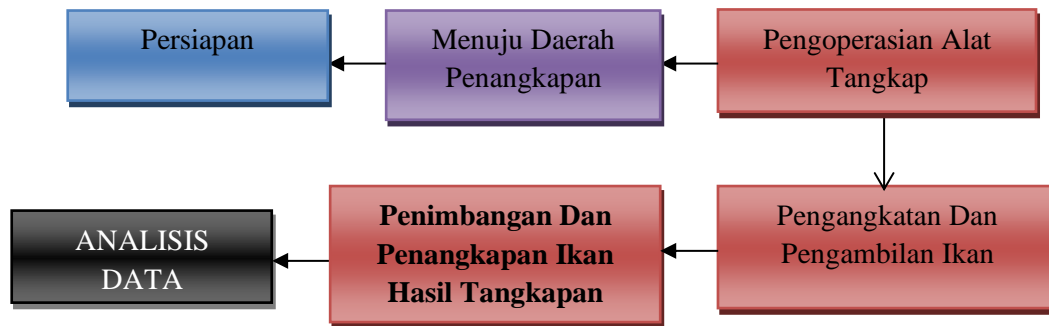 Persiapan
Menuju Daerah
Penangkapan
Pengoperasian Alat
Tangkap
Pengangkatan Dan
Pengambilan Ikan
Penimbangan Dan
Penangkapan Ikan
Hasil Tangkapan
ANALISIS
DATA